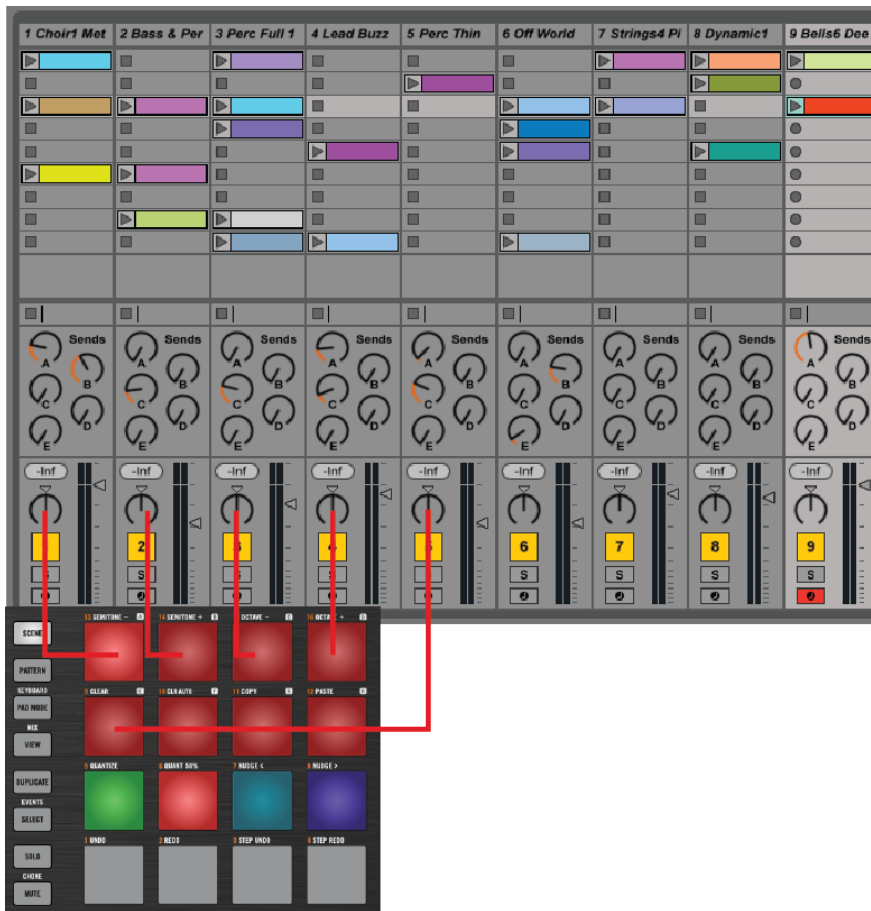 1 Choir1 Met 2 Bass & Per 3 Perc Full 1 4 Lead Buzz 5 Perc Thin 6 Off World 7 Strings4 Pi 8 Dynamic1 9 Bells6 Dee
Sends Sends Sends Sends Sends Sends Sends Sends Sends
A A A A A A A A A
B B B B B B B B
C C C C C C C C C
D D D D D D D D
E E E E E E E E E
-Inf -Inf -Inf -Inf -Inf -Inf -Inf -Inf -Inf
2 6 7 8 9
S S S S S S S S S
SCENE
13 SEMITONE - 14 SEMITONE + OCTAVE - 16 OCTAVE +
PATTERN
KEYBOARD
PAD MODE
9 CLEAR 10 CLR AUTO 11 COPY 12 PASTE
MIX
VIEW
5 QUANTIZE 6 QUANT 50% 7 NUDGE < 8 NUDGE >
DUPLICATE
EVENTS
SELECT
1 UNDO 2 REDO 3 STEP UNDO 4 STEP REDO
SOLO
CHOKE
MUTE